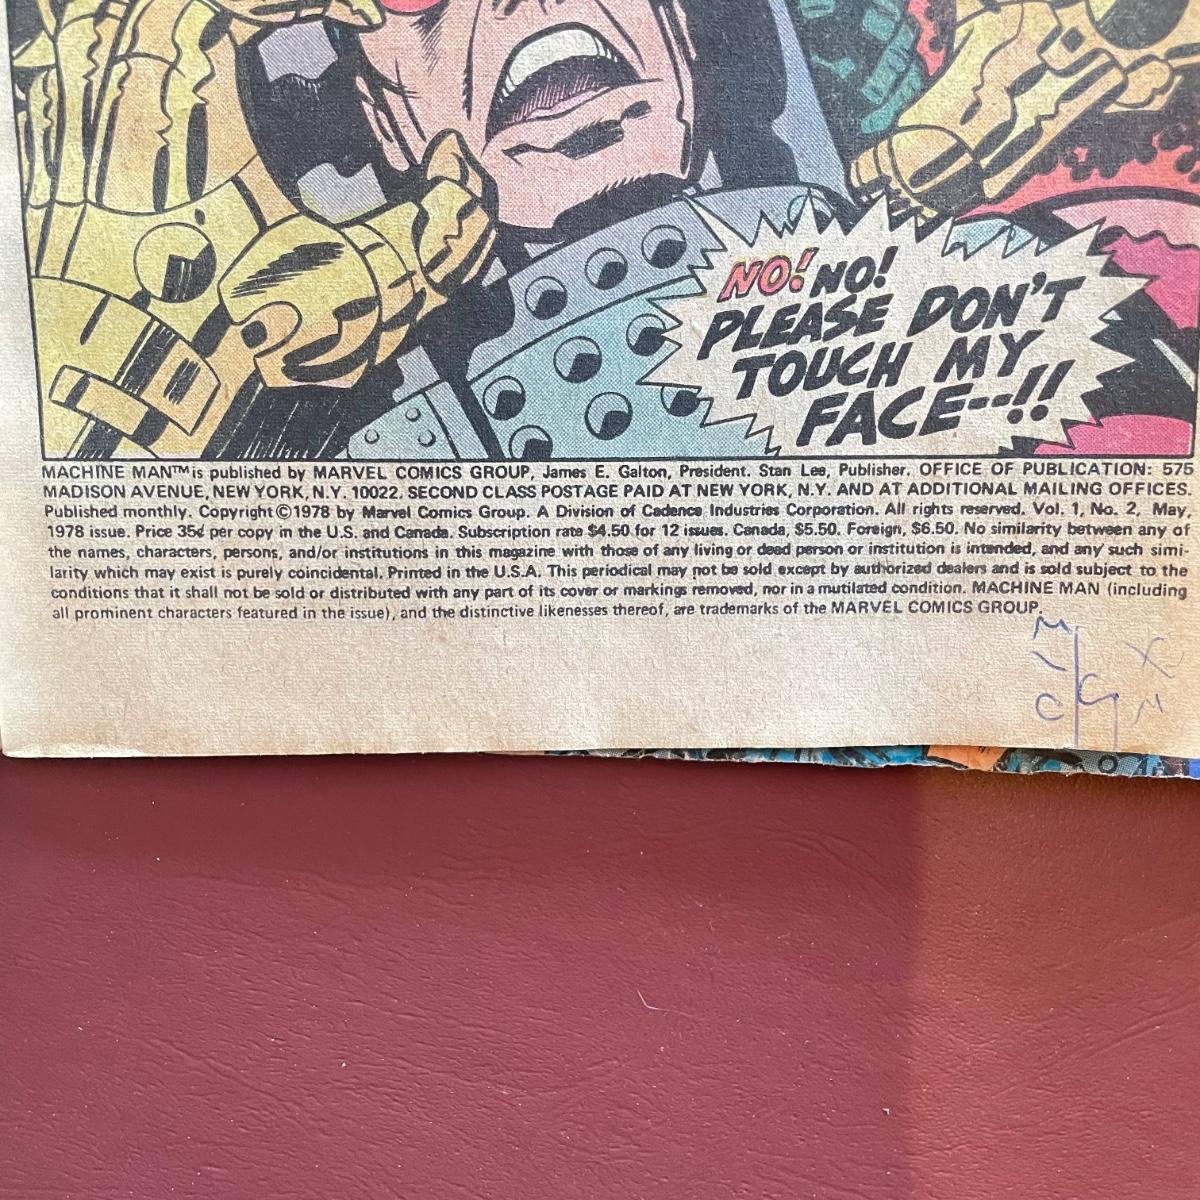 NO! NO!
PLEASE DON'T
TOUCH MY
FACE--!!
MACHINE MAN™ is published by MARVEL COMICS GROUP, James E. Galton, President. Stan Lee, Publisher. OFFICE OF PUBLICATION: 575
MADISON AVENUE, NEW YORK, N.Y. 10022. SECOND CLASS POSTAGE PAID AT NEW YORK, N.Y. AND AT ADDITIONAL MAILING OFFICES.
Published monthly. Copyright ©1978 by Marvel Comics Group. A Division of Cadence Industries Corporation. All rights reserved. Vol. 1, No. 2, May,
1978 issue. Price 35¢ per copy in the U.S. and Canada. Subscription rate $4.50 for 12 issues. Canada, $5.50. Foreign, $6.50. No similarity between any of
the names, characters, persons, and/or institutions in this magazine with those of any living or dead person or institution is intended, and any such simi-
larity which may exist is purely coincidental. Printed in the U.S.A. This periodical may not be sold except by authorized dealers and is sold subject to the
conditions that it shall not be sold or distributed with any part of its cover or markings removed, nor in a mutilated condition. MACHINE MAN (including
all prominent characters featured in the issue), and the distinctive likenesses thereof, are trademarks of the MARVEL COMICS GROUP.